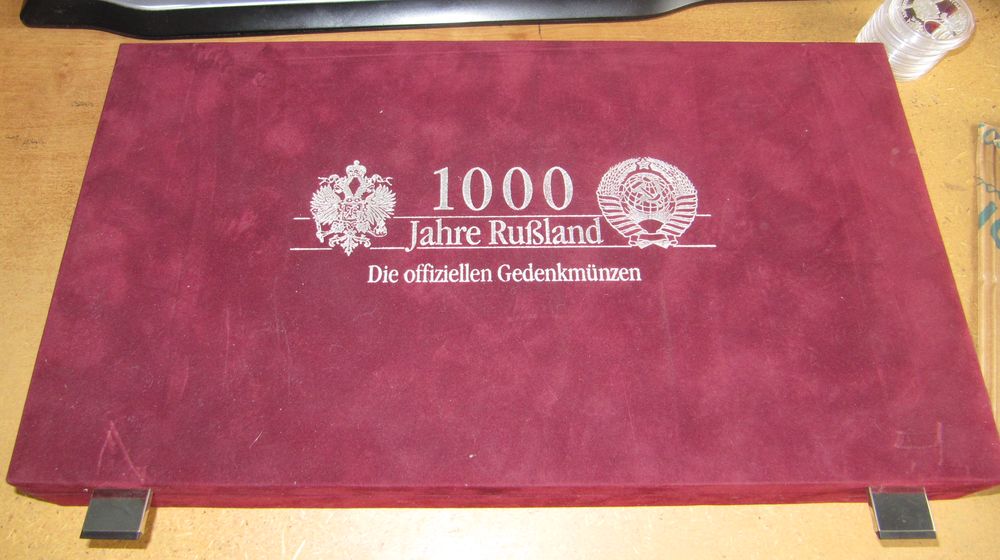 1000
Jahre Rußland
Die offiziellen Gedenkmünzen